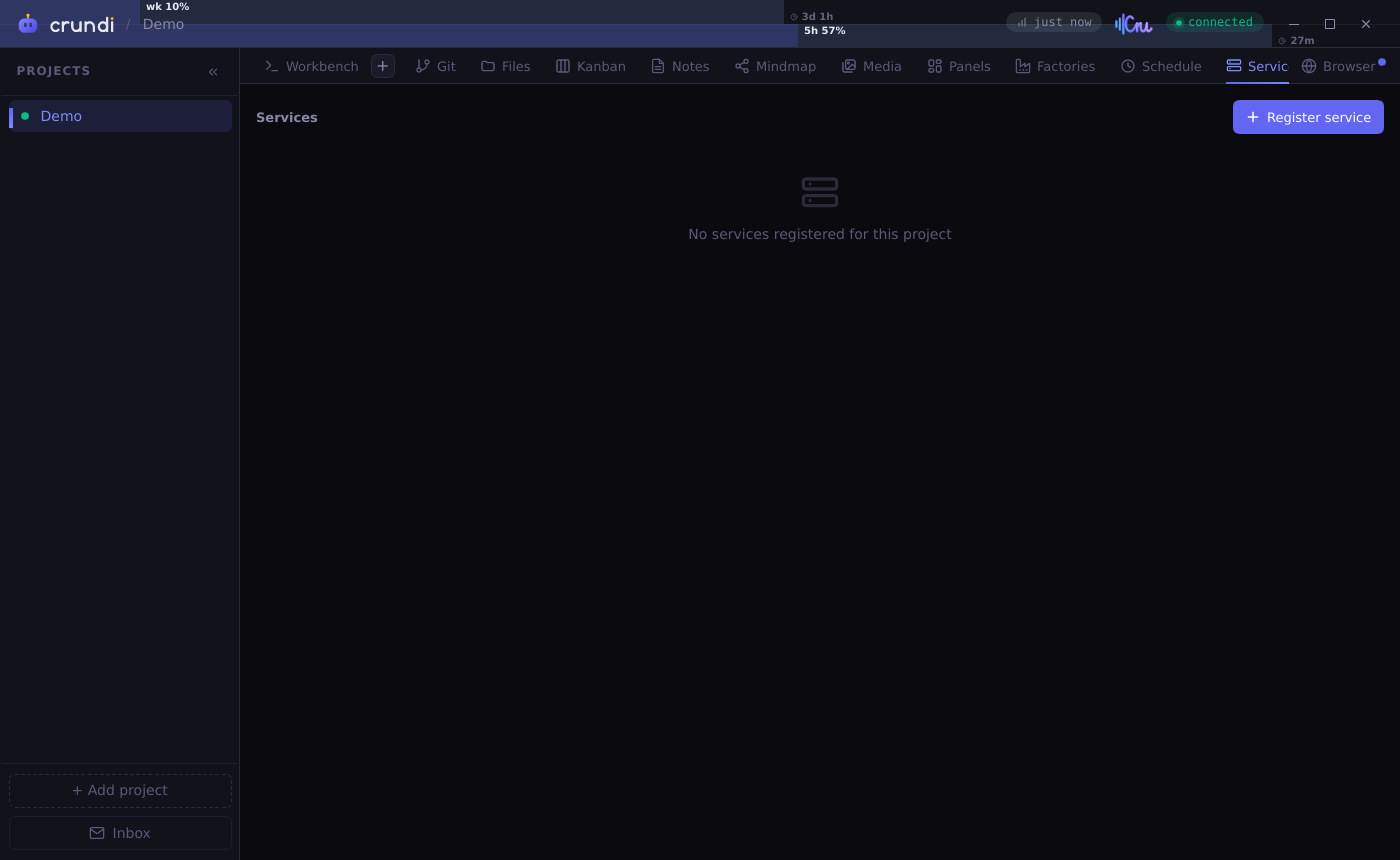 wk 10%
3d 1h
5h 57%
27m
crundi / Demo
just now
Cru
connected
PROJECTS
Workbench
Git
Files
Kanban
Notes
Mindmap
Media
Panels
Factories
Schedule
Servic
Browser
Demo
Services
+ Register service
No services registered for this project
+ Add project
Inbox